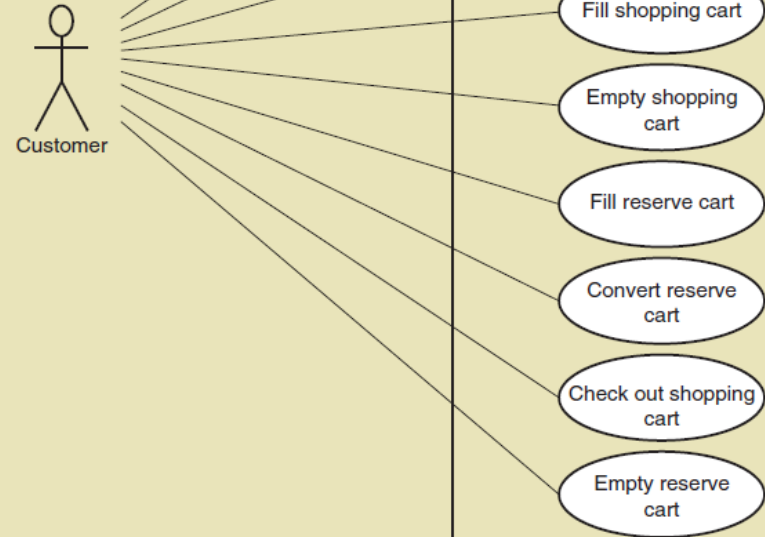 Fill shopping cart
Empty shopping
cart
Customer
Fill reserve cart
Convert reserve
cart
Check out shopping
cart
Empty reserve
cart